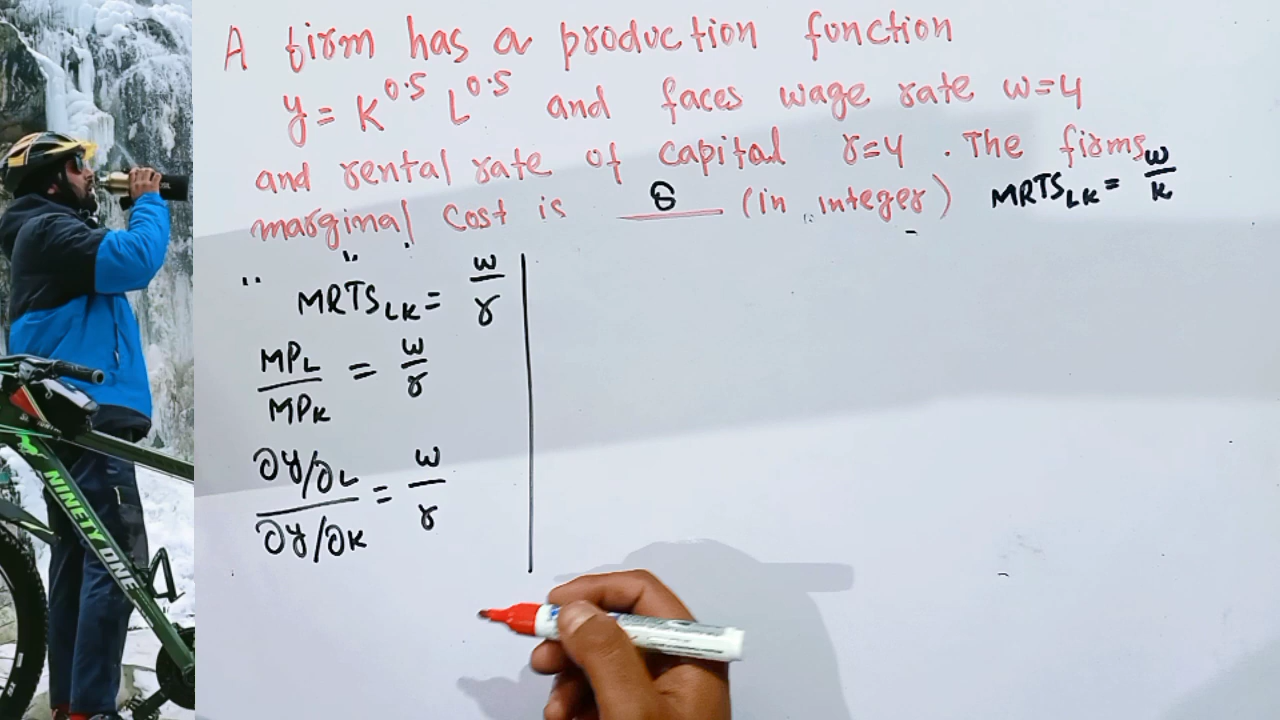 A firm has a production function
y = K^0.5 L^0.5 and faces wage rate w=4
and rental rate of capital r=4 . The firms
marginal cost is 8 (in integer) MRTS_LK = w/k
MRTS_LK = w/r
MP_L/MP_K = w/r
∂y/∂L / ∂y/∂K = w/r
NINETY ONE